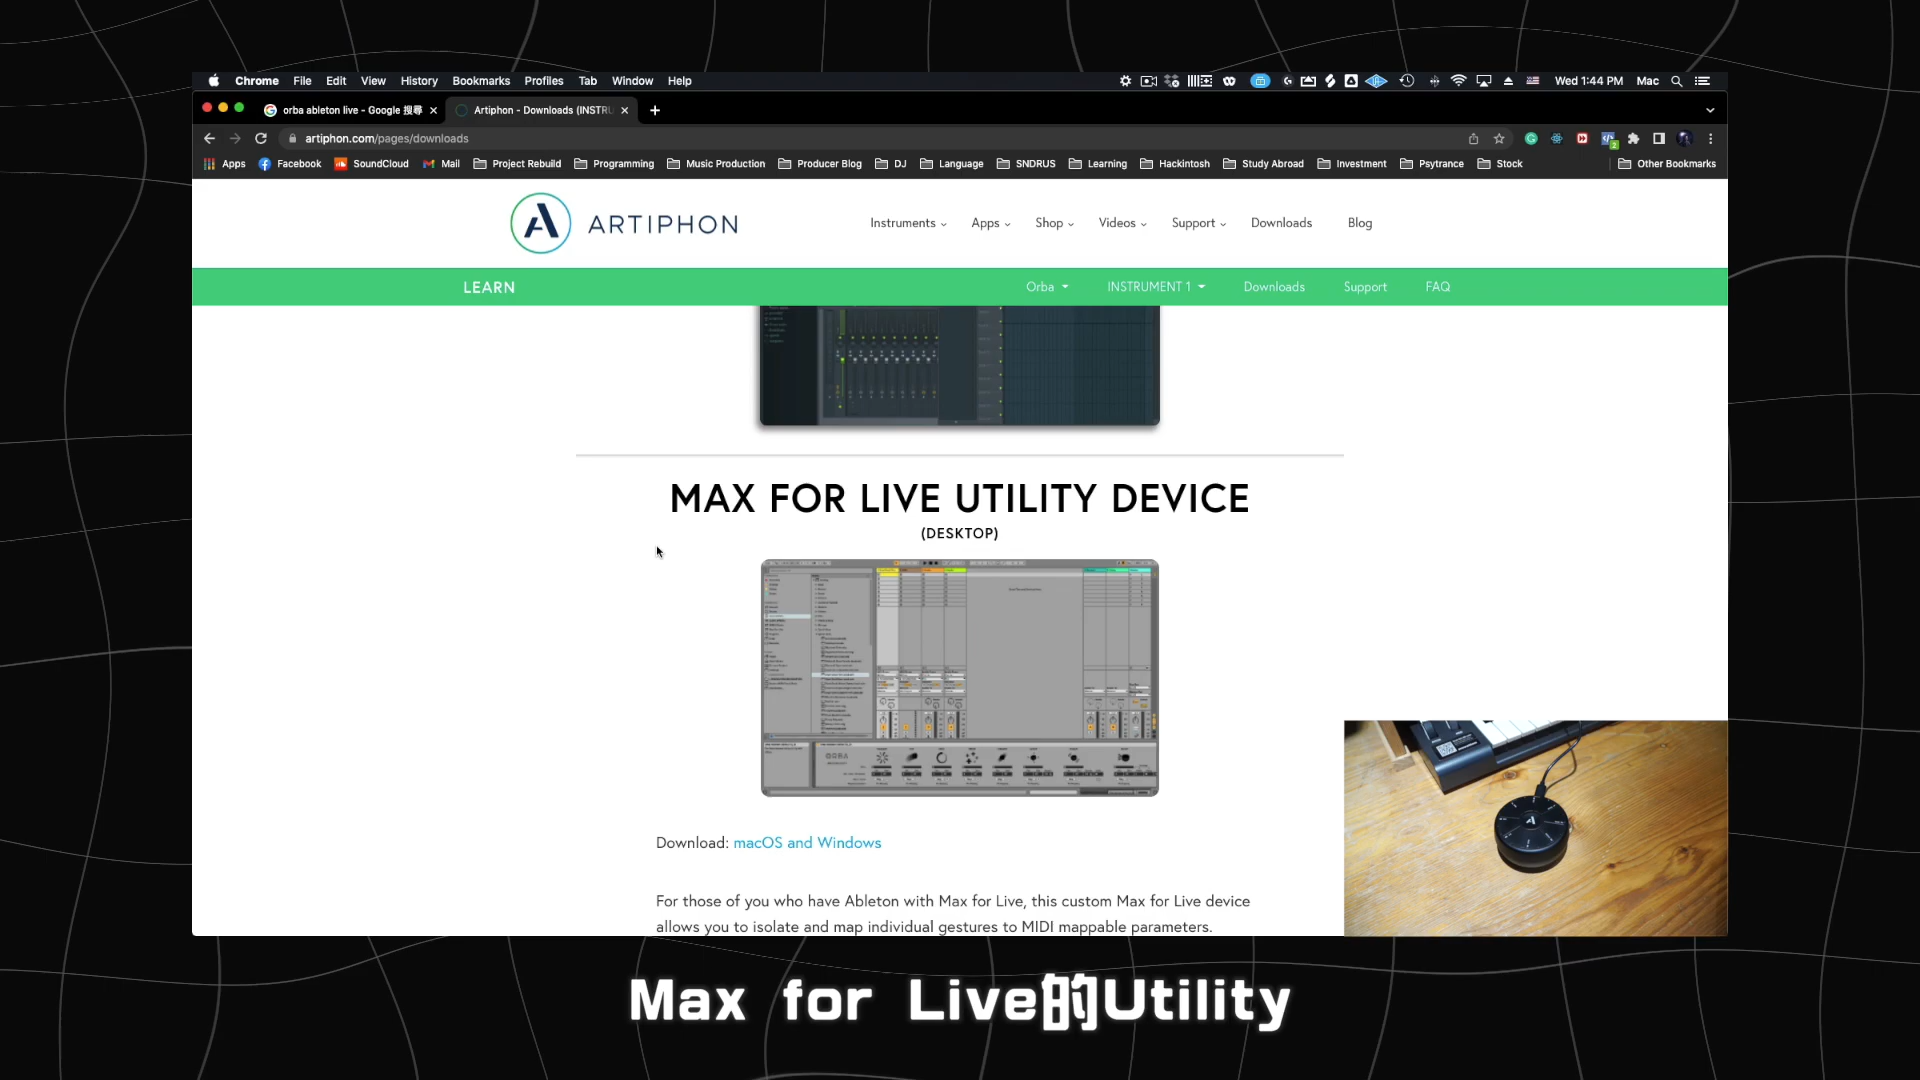 Chrome File Edit View History Bookmarks Profiles Tab Window Help
Wed 1:44 PM Mac
orba ableton live - Google 搜尋
Artiphon - Downloads (INSTRU
artiphon.com/pages/downloads
Apps Facebook SoundCloud Mail Project Rebuild Programming Music Production Producer Blog DJ Language SNDRUS Learning Hackintosh Study Abroad Investment Psytrance Stock Other Bookmarks
ARTIPHON
Instruments Apps Shop Videos Support Downloads Blog
LEARN
Orba INSTRUMENT 1 Downloads Support FAQ
MAX FOR LIVE UTILITY DEVICE
(DESKTOP)
ORBA
Download: macOS and Windows
For those of you who have Ableton with Max for Live, this custom Max for Live device
allows you to isolate and map individual gestures to MIDI mappable parameters.
Max for Live的Utility